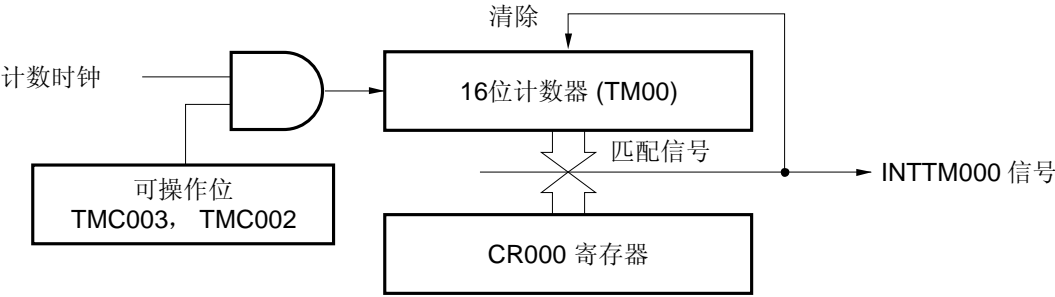 清除
计数时钟
16位计数器 (TM00)
匹配信号
INTTM000 信号
可操作位
TMC003， TMC002
CR000 寄存器